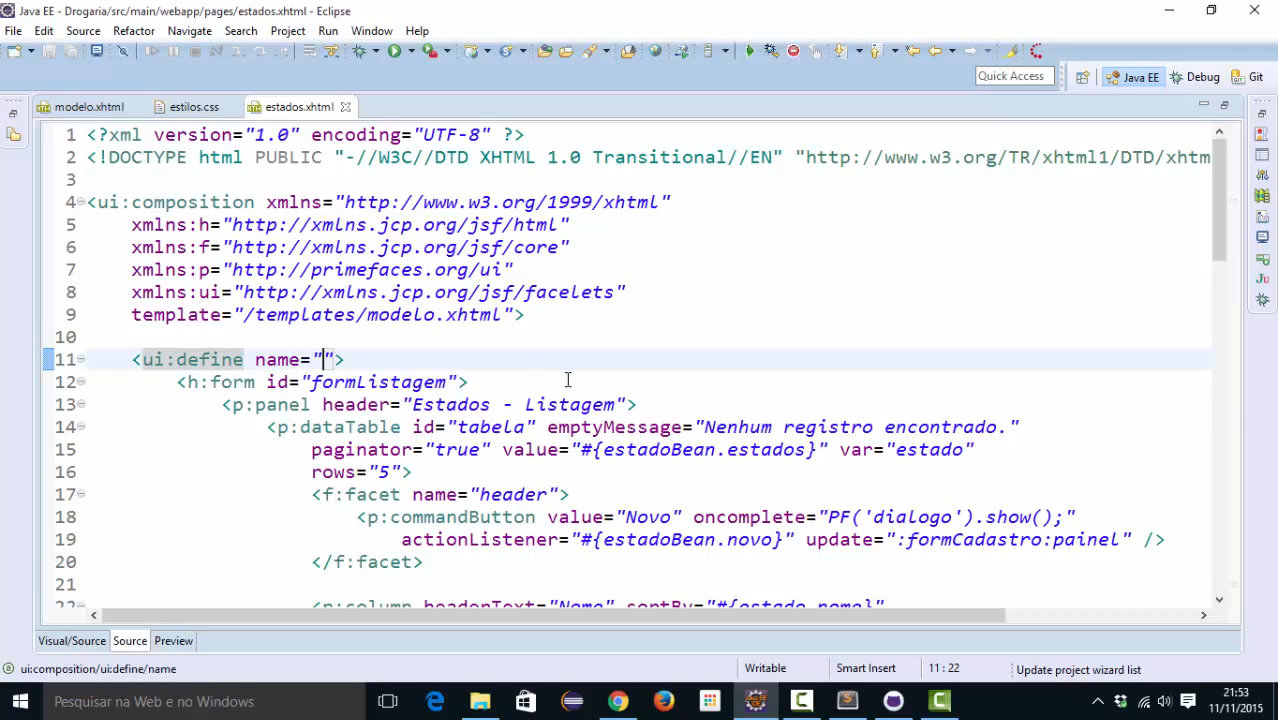 Java EE - Drogaria/src/main/webapp/pages/estados.xhtml - Eclipse
File Edit Source Refactor Navigate Search Project Run Window Help
Quick Access Java EE Debug Git
modelo.xhtml estilos.css estados.xhtml
1 <?xml version="1.0" encoding="UTF-8" ?>
2 <!DOCTYPE html PUBLIC "-//W3C//DTD XHTML 1.0 Transitional//EN" "http://www.w3.org/TR/xhtml1/DTD/xhtm
3
4 <ui:composition xmlns="http://www.w3.org/1999/xhtml"
5 xmlns:h="http://xmlns.jcp.org/jsf/html"
6 xmlns:f="http://xmlns.jcp.org/jsf/core"
7 xmlns:p="http://primefaces.org/ui"
8 xmlns:ui="http://xmlns.jcp.org/jsf/facelets"
9 template="/templates/modelo.xhtml">
10
11 <ui:define name="">
12 <h:form id="formListagem">
13 <p:panel header="Estados - Listagem">
14 <p:dataTable id="tabela" emptyMessage="Nenhum registro encontrado."
15 paginator="true" value="#{estadoBean.estados}" var="estado"
16 rows="5">
17 <f:facet name="header">
18 <p:commandButton value="Novo" oncomplete="PF('dialogo').show();"
19 actionListener="#{estadoBean.novo}" update=":formCadastro:painel" />
20 </f:facet>
21
22 <p:column headerText="Nome" sortBy="#{estado.nome}"
Visual/Source Source Preview
ui:composition/ui:define/name Writable Smart Insert 11 : 22 Update project wizard list
Pesquisar na Web e no Windows 21:53
11/11/2015